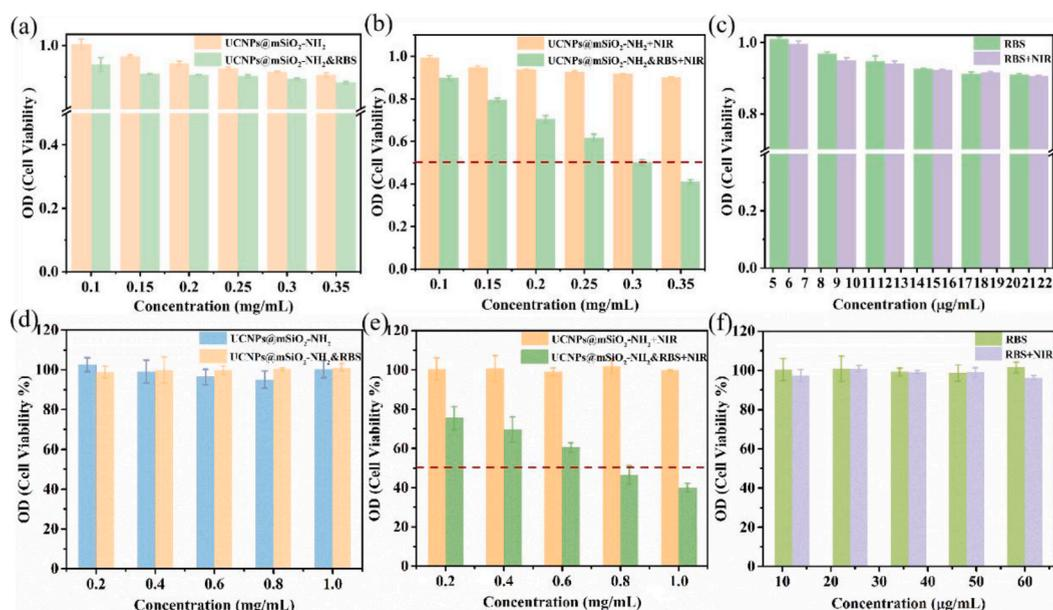 (a)
UCNPs@mSiO₂-NH₂
UCNPs@mSiO₂-NH₂&RBS
OD (Cell Viability )
1.0
0.4
0.2
0.0
0.1 0.15 0.2 0.25 0.3 0.35
Concentration (mg/mL)
(b)
UCNPs@mSiO₂-NH₂+NIR
UCNPs@mSiO₂-NH₂&RBS+NIR
OD (Cell Viability)
1.0
0.8
0.6
0.4
0.2
0.0
0.1 0.15 0.2 0.25 0.3 0.35
Concentration (mg/mL)
(c)
RBS
RBS+NIR
OD (Cell Viability)
1.0
0.8
0.2
0.0
5 6 7 8 9 10 11 12 13 14 15 16 17 18 19 20 21 22
Concentration (μg/mL)
(d)
UCNPs@mSiO₂-NH₂
UCNPs@mSiO₂-NH₂&RBS
OD (Cell Viability %)
120
100
80
60
40
20
0
0.2 0.4 0.6 0.8 1.0
Concentration (mg/mL)
(e)
UCNPs@mSiO₂-NH₂+NIR
UCNPs@mSiO₂-NH₂&RBS+NIR
OD (Cell Viability %)
120
100
80
60
40
20
0
0.2 0.4 0.6 0.8 1.0
Concentration (mg/mL)
(f)
RBS
RBS+NIR
OD (Cell Viability %)
120
100
80
60
40
20
0
10 20 30 40 50 60
Concentration (μg/mL)